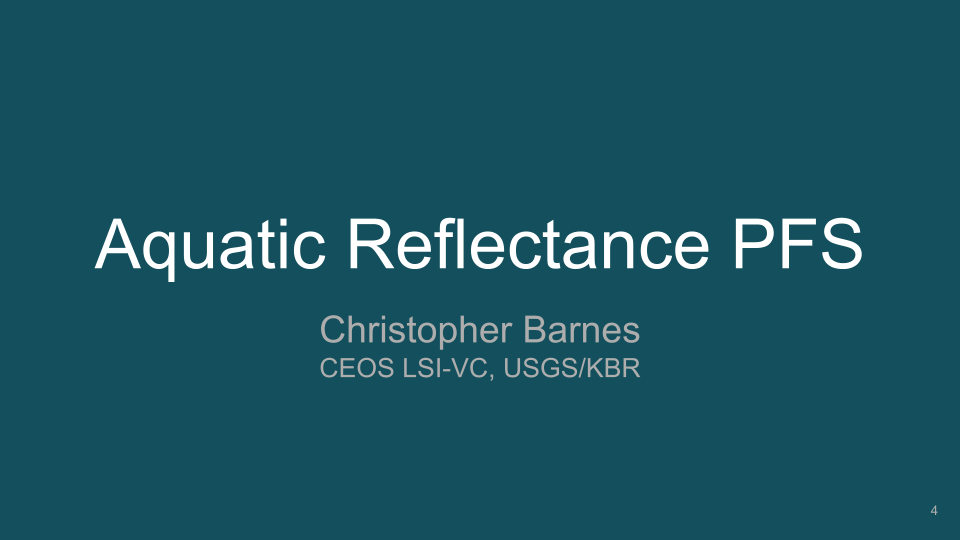 Aquatic Reflectance PFS
Christopher Barnes
CEOS LSI-VC, USGS/KBR
4